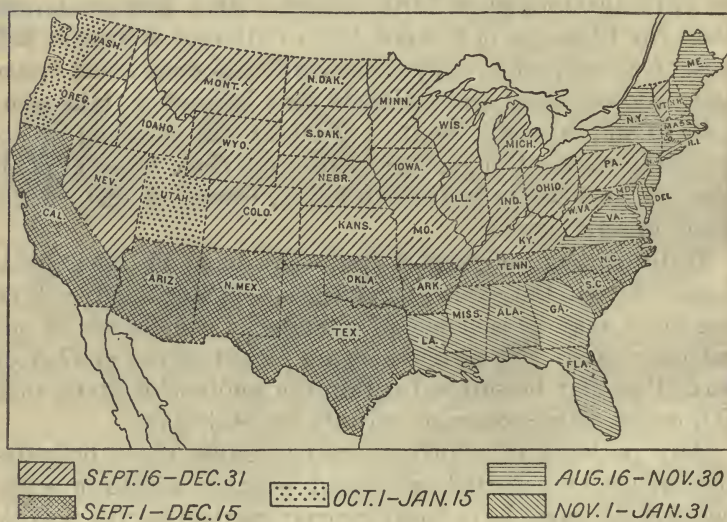 WASH.
MONT.
N.DAK.
MINN.
ME.
OREG.
IDAHO.
WYO.
S.DAK.
WIS.
MICH.
N.Y.
VT.
N.H.
MASS.
R.I.
NEV.
UTAH.
COLO.
NEBR.
KANS.
IOWA.
MO.
ILL.
IND.
OHIO.
PA.
W.VA.
MD.
DEL
VA.
KY.
CAL.
ARIZ.
N.MEX.
OKLA.
ARK.
TENN.
N.C.
S.C.
TEX.
LA.
MISS.
ALA.
GA.
FLA.
SEPT.16-DEC.31
SEPT.1-DEC.15
OCT.1-JAN.15
AUG.16-NOV.30
NOV.1-JAN.31